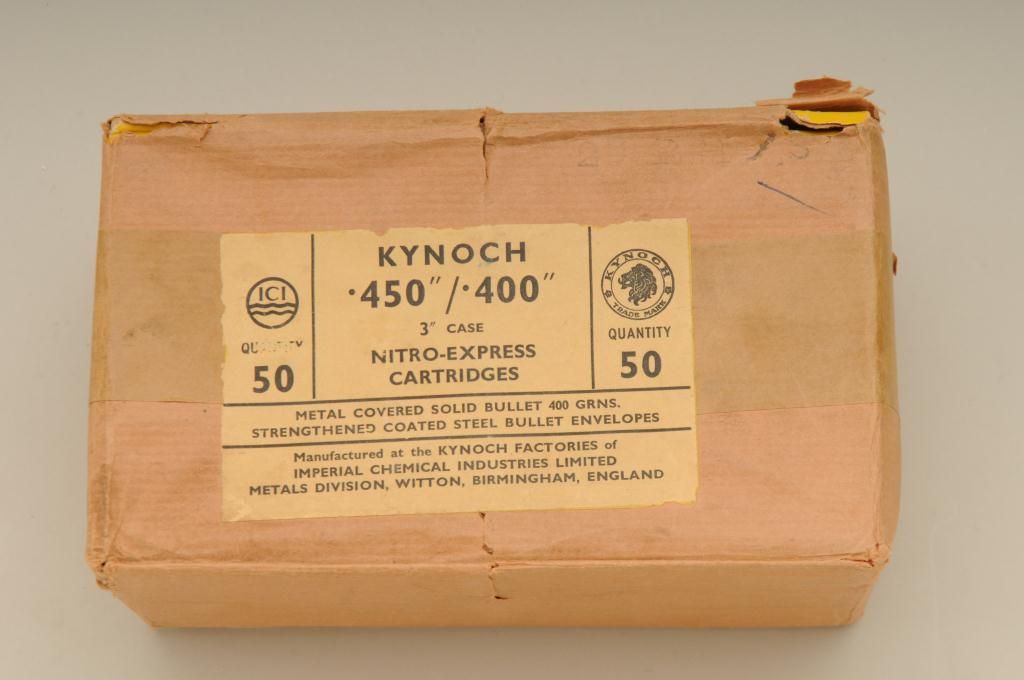 KYNOCH
.450"/.400"
3" CASE
NITRO-EXPRESS
CARTRIDGES
ICI
QUANTITY
50
KYNOCH
TRADE MARK
QUANTITY
50
METAL COVERED SOLID BULLET 400 GRNS.
STRENGTHENED COATED STEEL BULLET ENVELOPES
Manufactured at the KYNOCH FACTORIES of
IMPERIAL CHEMICAL INDUSTRIES LIMITED
METALS DIVISION, WITTON, BIRMINGHAM, ENGLAND